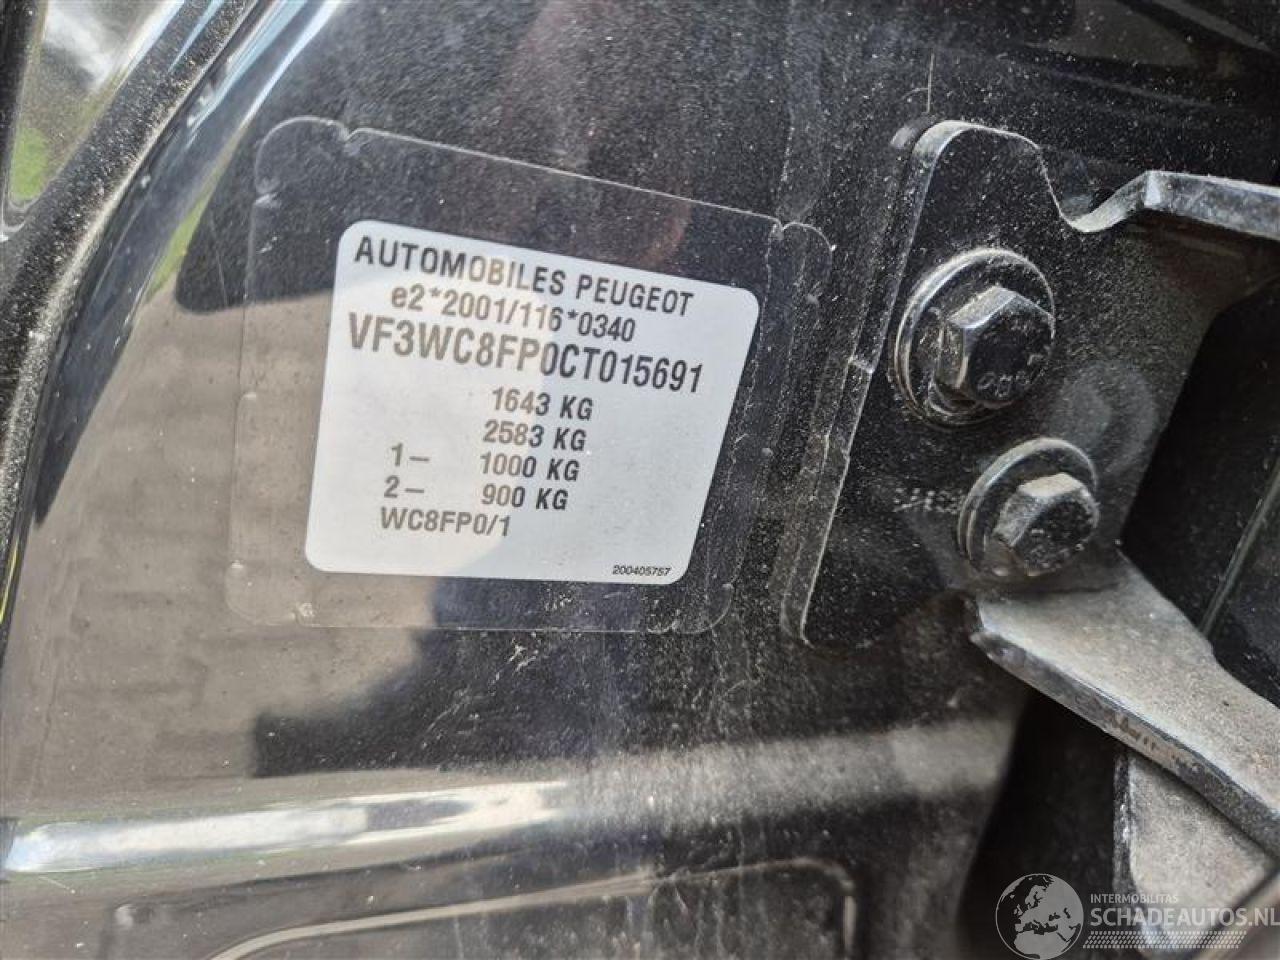 AUTOMOBILES PEUGEOT
e2*2001/116*0340
VF3WC8FP0CT015691
1643 KG
2583 KG
1- 1000 KG
2- 900 KG
WC8FP0/1
200405757
INTERMOBILITAS
SCHADEAUTOS.NL